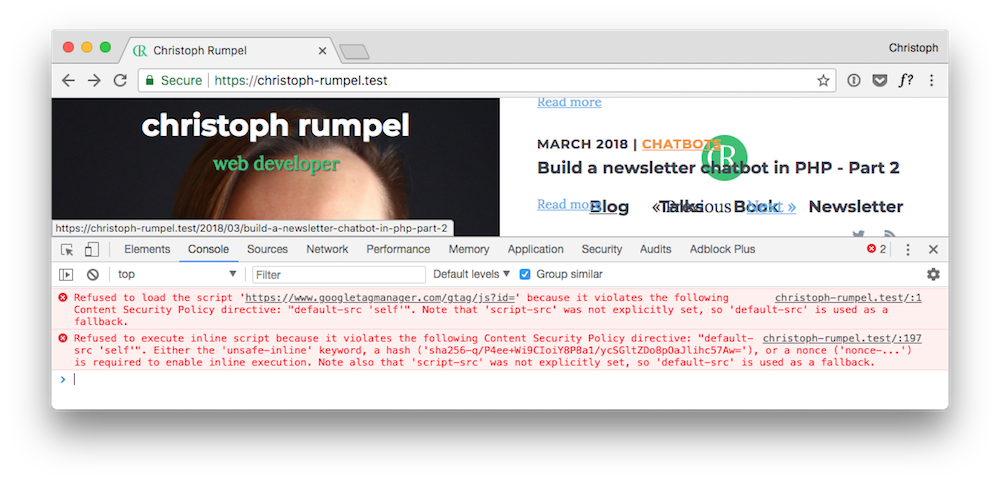 Christoph Rumpel
Christoph
Secure
https://christoph-rumpel.test
f?
christoph rumpel
web developer
Read more
MARCH 2018 | CHATBOTS
CR
Build a newsletter chatbot in PHP - Part 2
Read more
Blog Talks Book Newsletter
« Previous Next »
https://christoph-rumpel.test/2018/03/build-a-newsletter-chatbot-in-php-part-2
Elements Console Sources Network Performance Memory Application Security Audits Adblock Plus 2
top Filter Default levels Group similar
Refused to load the script 'https://www.googletagmanager.com/gtag/js?id=' because it violates the following christoph-rumpel.test/:1
Content Security Policy directive: "default-src 'self'". Note that 'script-src' was not explicitly set, so 'default-src' is used as a
fallback.
Refused to execute inline script because it violates the following Content Security Policy directive: "default- christoph-rumpel.test/:197
src 'self'". Either the 'unsafe-inline' keyword, a hash ('sha256-q/P4ee+Wi9CIoiY8P8a1/ycSGltZDo8pOaJlihc57Aw='), or a nonce ('nonce-...')
is required to enable inline execution. Note also that 'script-src' was not explicitly set, so 'default-src' is used as a fallback.